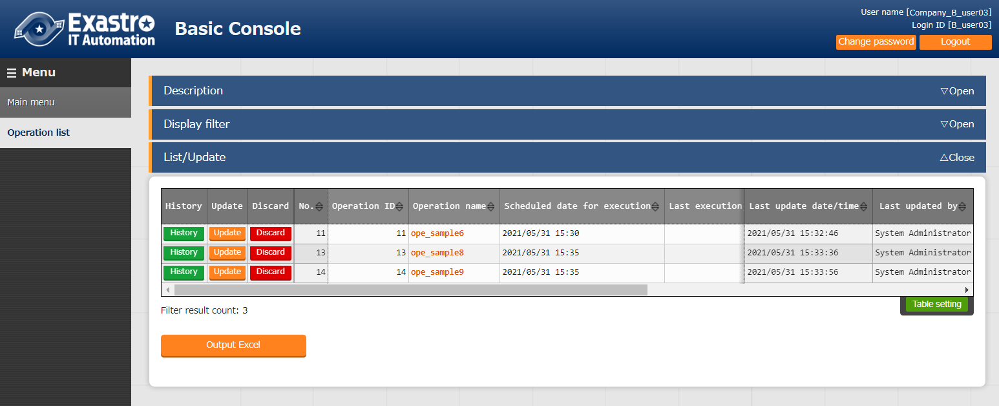 Exastro
IT Automation
Basic Console
User name [Company_B_user03]
Login ID [B_user03]
Change password Logout
Menu
Main menu
Operation list
Description ▽Open
Display filter ▽Open
List/Update △Close
History Update Discard No. Operation ID Operation name Scheduled date for execution Last execution Last update date/time Last updated by
History Update Discard 11 11 ope_sample6 2021/05/31 15:30 2021/05/31 15:32:46 System Administrator
History Update Discard 13 13 ope_sample8 2021/05/31 15:35 2021/05/31 15:33:36 System Administrator
History Update Discard 14 14 ope_sample9 2021/05/31 15:35 2021/05/31 15:33:56 System Administrator
Filter result count: 3
Table setting
Output Excel